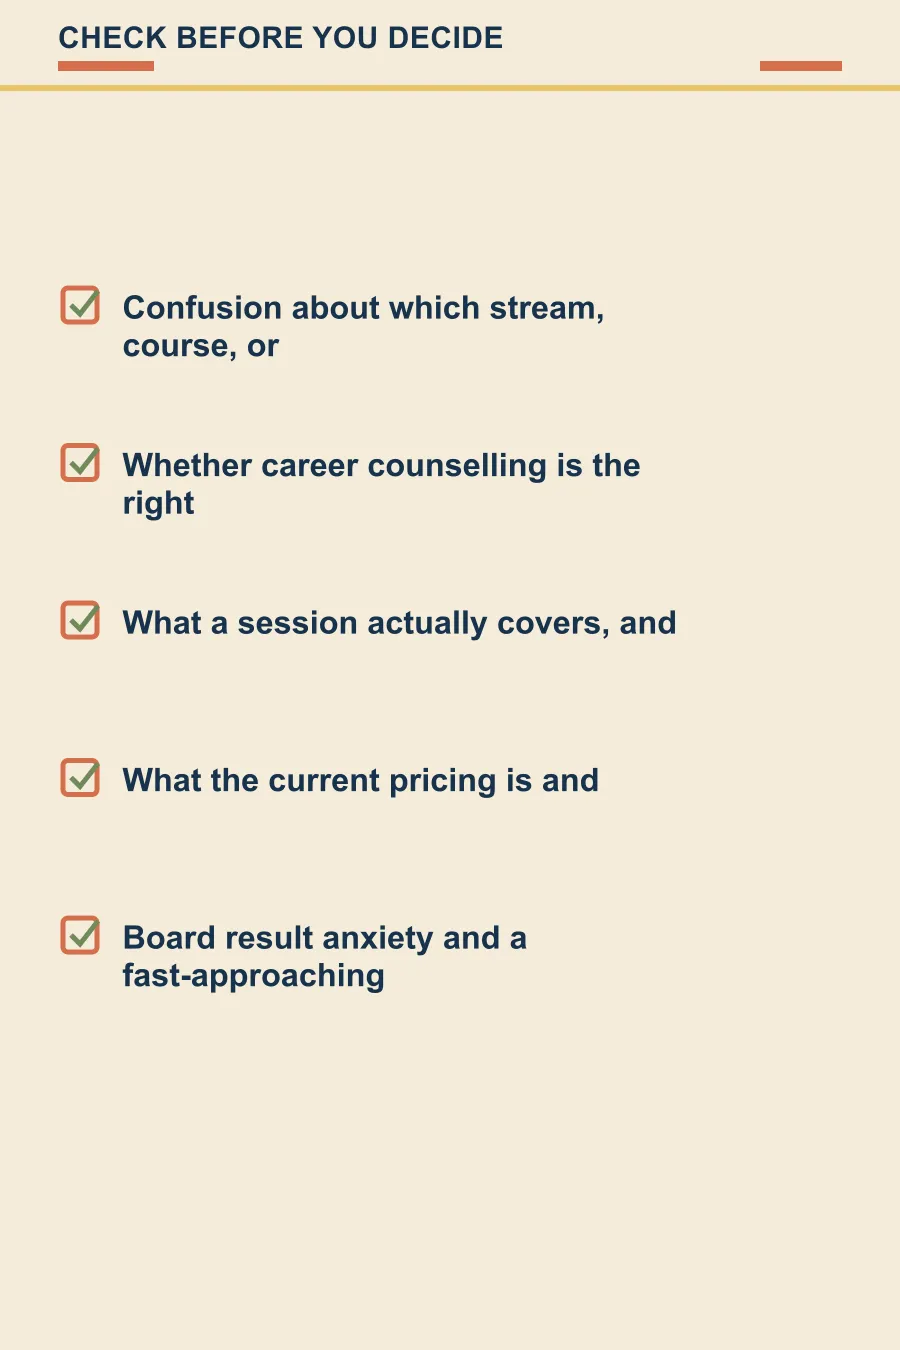 CHECK BEFORE YOU DECIDE
Confusion about which stream,
course, or
Whether career counselling is the
right
What a session actually covers, and
What the current pricing is and
Board result anxiety and a
fast-approaching